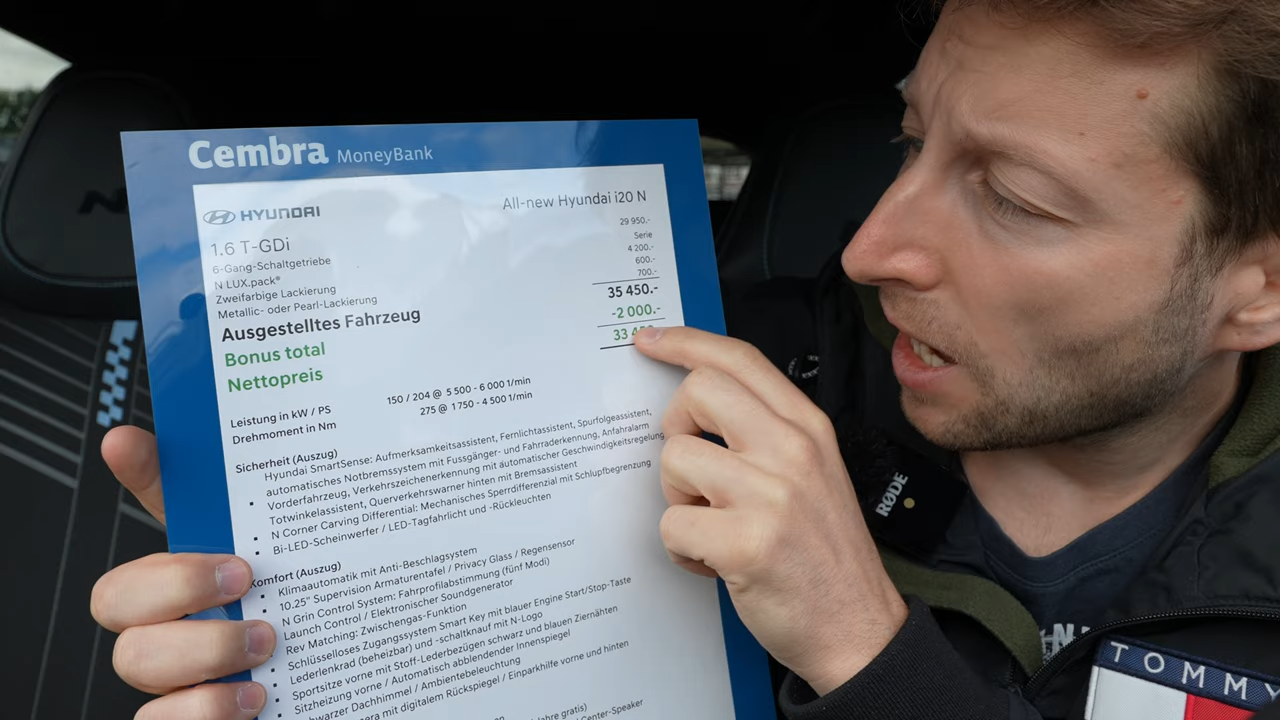 Cembra MoneyBank
HYUNDAI All-new Hyundai i20 N
1.6 T-GDi 29 950.-
6-Gang-Schaltgetriebe Serie
N LUX.pack® 4 200.-
Zweifarbige Lackierung 600.-
Metallic- oder Pearl-Lackierung 700.-
Ausgestelltes Fahrzeug 35 450.-
Bonus total -2 000.-
Nettopreis 33
Leistung in kW / PS 150 / 204 @ 5 500 - 6 000 1/min
Drehmoment in Nm 275 @ 1 750 - 4 500 1/min
Sicherheit (Auszug)
Hyundai SmartSense: Aufmerksamkeitsassistent, Fernlichtassistent, Spurfolgeassistent,
automatisches Notbremssystem mit Fussgänger- und Fahrraderkennung, Anfahralarm
Vorderfahrzeug, Verkehrszeichenerkennung mit automatischer Geschwindigkeitsregelung
Totwinkelassistent, Querverkehrswarner hinten mit Bremsassistent
N Corner Carving Differential: Mechanisches Sperrdifferenzial mit Schlupfbegrenzung
Bi-LED-Scheinwerfer / LED-Tagfahrlicht und -Rückleuchten
Komfort (Auszug)
Klimaautomatik mit Anti-Beschlagsystem
10.25" Supervision Armaturentafel / Privacy Glass / Regensensor
N Grin Control System: Fahrprofilabstimmung (fünf Modi)
Launch Control / Elektronischer Soundgenerator
Rev Matching: Zwischengas-Funktion
Schlüsselloses Zugangssystem Smart Key mit blauer Engine Start/Stop-Taste
Lederlenkrad (beheizbar) und -schaltknauf mit N-Logo
Sportsitze vorne mit Stoff-Lederbezügen schwarz und blauen Ziernähten
Sitzheizung vorne / Automatisch abblendender Innenspiegel
Dachhimmel / Ambientebeleuchtung
mit digitalem Rückspiegel / Einparkhilfe vorne und hinten
gratis)
Center-Speaker
RØDE
N
TOMMY